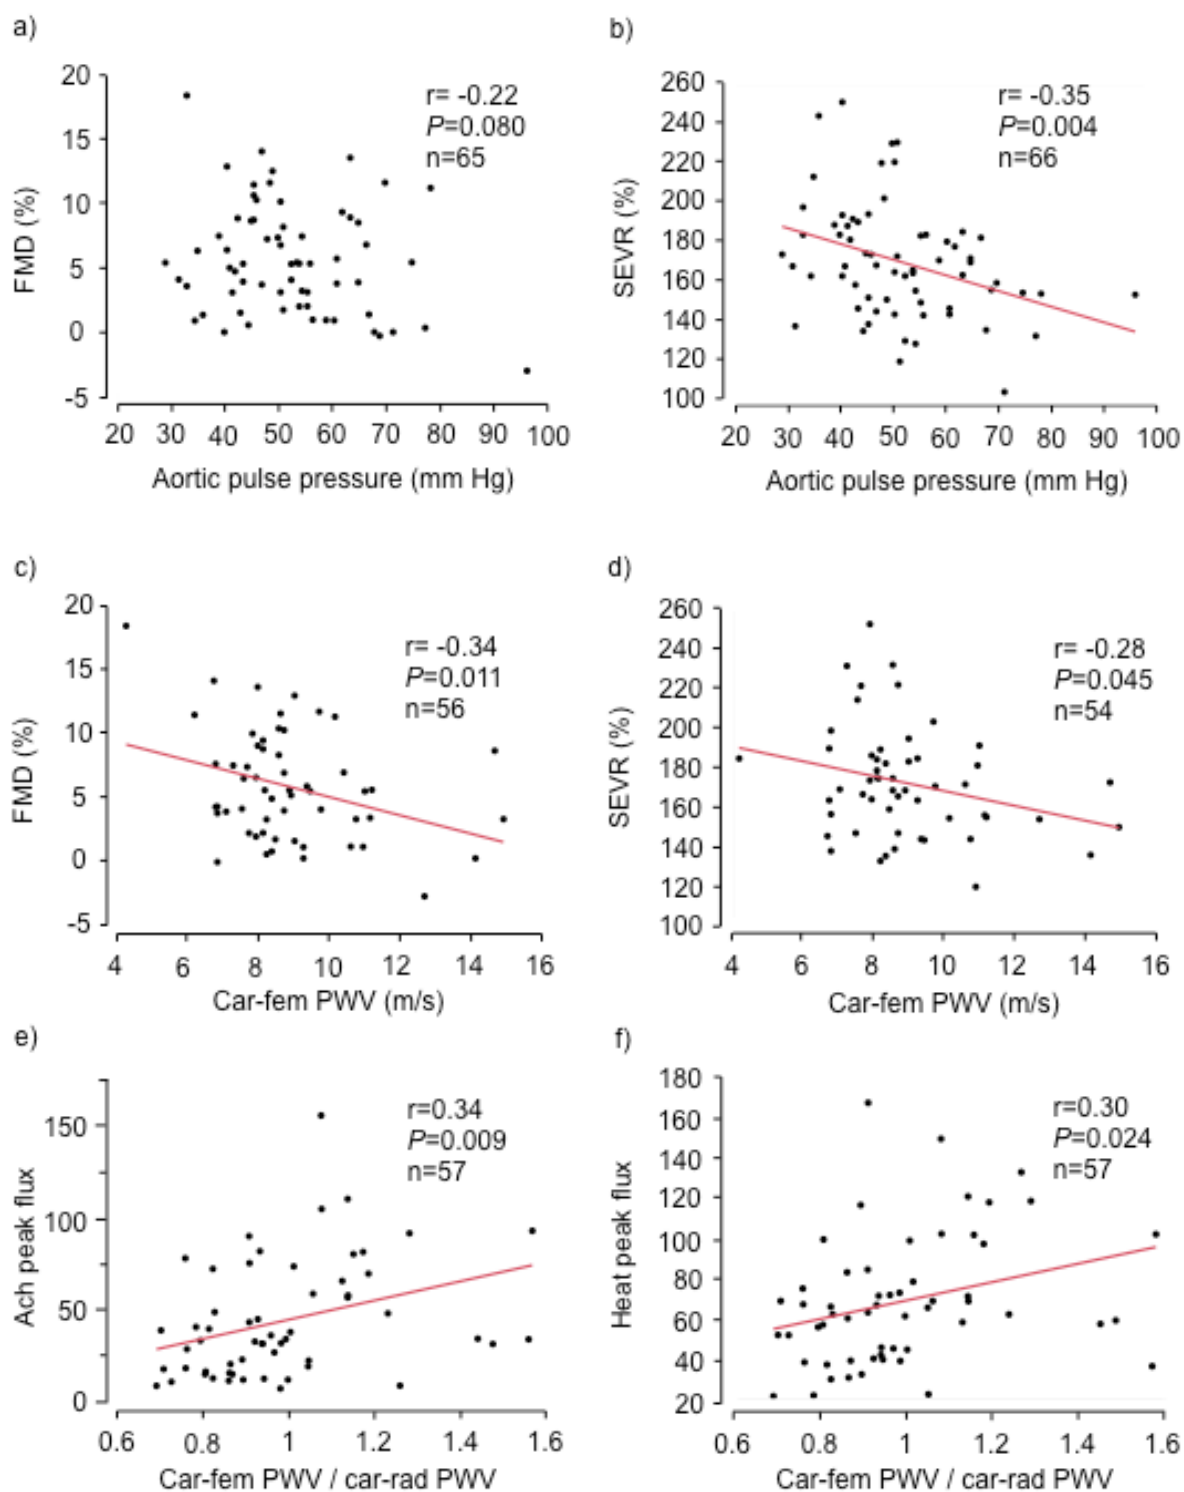 a)
20
15
10
5
0
-5
FMD (%)
r= -0.22
P=0.080
n=65
20 30 40 50 60 70 80 90 100
Aortic pulse pressure (mm Hg)
b)
260
240
220
200
180
160
140
120
100
SEVR (%)
r= -0.35
P=0.004
n=66
20 30 40 50 60 70 80 90 100
Aortic pulse pressure (mm Hg)
c)
20
15
10
5
0
-5
FMD (%)
r= -0.34
P=0.011
n=56
4 6 8 10 12 14 16
Car-fem PWV (m/s)
d)
260
240
220
200
180
160
140
120
100
SEVR (%)
r= -0.28
P=0.045
n=54
4 6 8 10 12 14 16
Car-fem PWV (m/s)
e)
150
100
50
0
Ach peak flux
r=0.34
P=0.009
n=57
0.6 0.8 1 1.2 1.4 1.6
Car-fem PWV / car-rad PWV
f)
180
160
140
120
100
80
60
40
20
Heat peak flux
r=0.30
P=0.024
n=57
0.6 0.8 1 1.2 1.4 1.6
Car-fem PWV / car-rad PWV